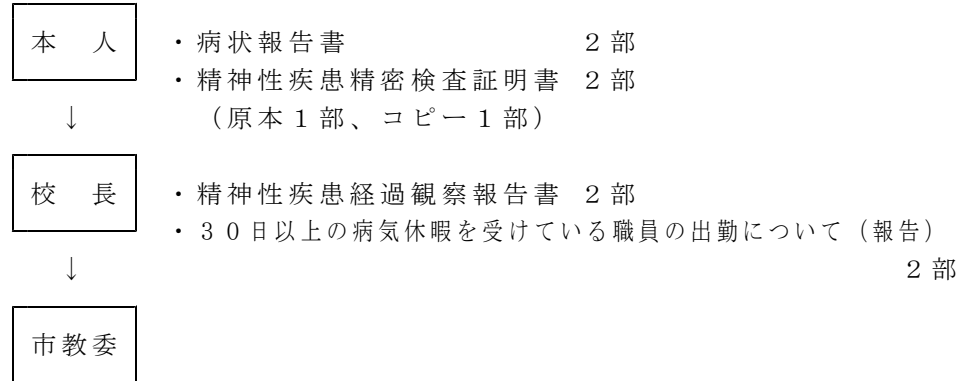 本　人　・病状報告書　　　　　　　　２部
・精神性疾患精密検査証明書　２部
↓　（原本１部、コピー１部）
校　長　・精神性疾患経過観察報告書　２部
・３０日以上の病気休暇を受けている職員の出勤について（報告）
↓　２部
市教委